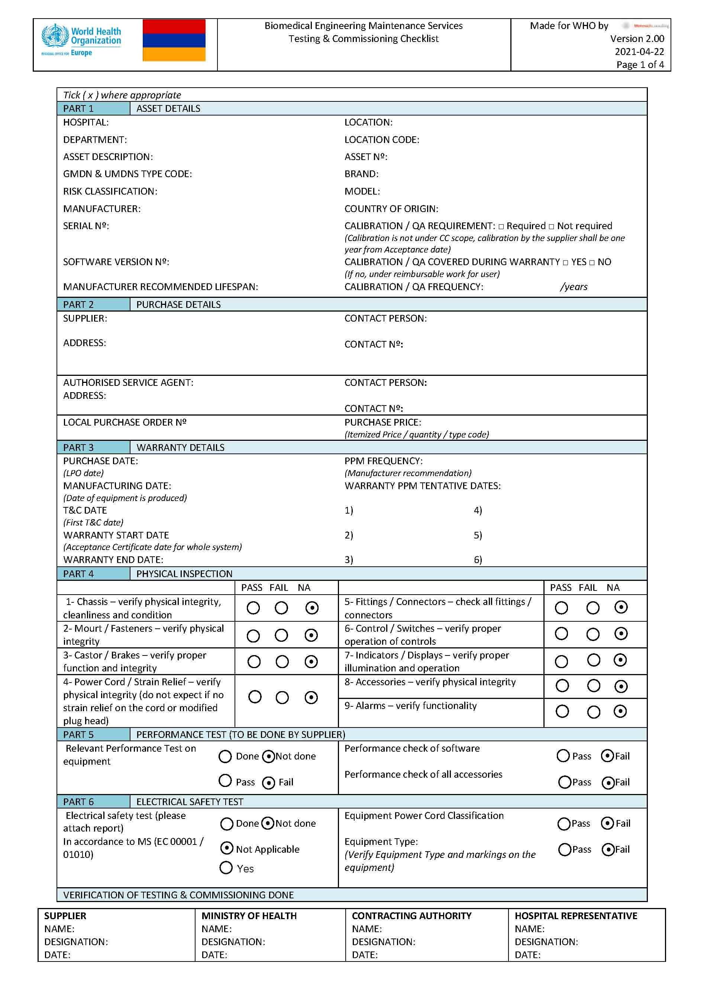 World Health
Organization
REGIONAL OFFICE FOR Europe
Biomedical Engineering Maintenance Services
Testing & Commissioning Checklist
Made for WHO by
Version 2.00
2021-04-22
Page 1 of 4
Tick ( x ) where appropriate
PART 1 ASSET DETAILS
HOSPITAL: LOCATION:
DEPARTMENT: LOCATION CODE:
ASSET DESCRIPTION: ASSET Nº:
GMDN & UMDNS TYPE CODE: BRAND:
RISK CLASSIFICATION: MODEL:
MANUFACTURER: COUNTRY OF ORIGIN:
SERIAL Nº: CALIBRATION / QA REQUIREMENT: □ Required □ Not required
(Calibration is not under CC scope, calibration by the supplier shall be one
year from Acceptance date)
SOFTWARE VERSION Nº: CALIBRATION / QA COVERED DURING WARRANTY □ YES □ NO
(If no, under reimbursable work for user)
MANUFACTURER RECOMMENDED LIFESPAN: CALIBRATION / QA FREQUENCY: /years
PART 2 PURCHASE DETAILS
SUPPLIER: CONTACT PERSON:
ADDRESS: CONTACT Nº:
AUTHORISED SERVICE AGENT: CONTACT PERSON:
ADDRESS:
CONTACT Nº:
LOCAL PURCHASE ORDER Nº PURCHASE PRICE:
(Itemized Price / quantity / type code)
PART 3 WARRANTY DETAILS
PURCHASE DATE: PPM FREQUENCY:
(LPO date) (Manufacturer recommendation)
MANUFACTURING DATE: WARRANTY PPM TENTATIVE DATES:
(Date of equipment is produced)
T&C DATE 1) 4)
(First T&C date)
WARRANTY START DATE 2) 5)
(Acceptance Certificate date for whole system)
WARRANTY END DATE: 3) 6)
PART 4 PHYSICAL INSPECTION
PASS FAIL NA PASS FAIL NA
1- Chassis – verify physical integrity,
cleanliness and condition
5- Fittings / Connectors – check all fittings /
connectors
2- Mourt / Fasteners – verify physical
integrity
6- Control / Switches – verify proper
operation of controls
3- Castor / Brakes – verify proper
function and integrity
7- Indicators / Displays – verify proper
illumination and operation
4- Power Cord / Strain Relief – verify
physical integrity (do not expect if no
strain relief on the cord or modified
plug head)
8- Accessories – verify physical integrity
9- Alarms – verify functionality
PART 5 PERFORMANCE TEST (TO BE DONE BY SUPPLIER)
Relevant Performance Test on
equipment
Done Not done
Pass Fail
Performance check of software Pass Fail
Performance check of all accessories Pass Fail
PART 6 ELECTRICAL SAFETY TEST
Electrical safety test (please
attach report)
Done Not done
In accordance to MS (EC 00001 /
01010)
Not Applicable
Yes
Equipment Power Cord Classification Pass Fail
Equipment Type: Pass Fail
(Verify Equipment Type and markings on the
equipment)
VERIFICATION OF TESTING & COMMISSIONING DONE
SUPPLIER MINISTRY OF HEALTH CONTRACTING AUTHORITY HOSPITAL REPRESENTATIVE
NAME: NAME: NAME: NAME:
DESIGNATION: DESIGNATION: DESIGNATION: DESIGNATION:
DATE: DATE: DATE: DATE: